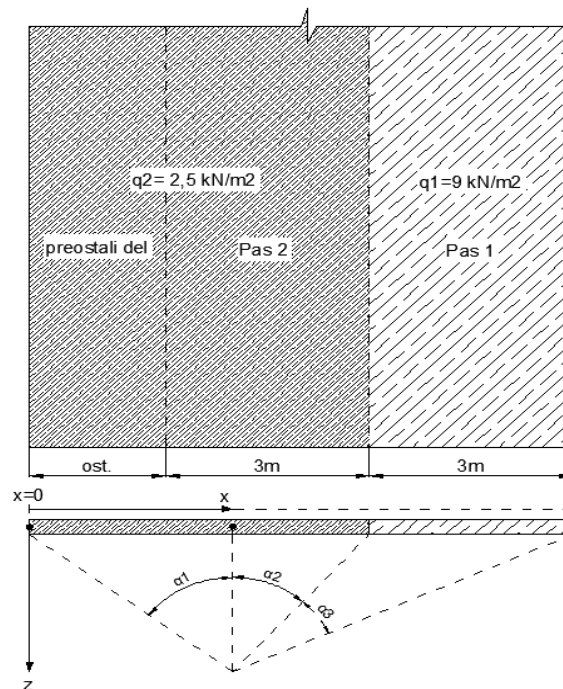 q2= 2,5 kN/m2
q1=9 kN/m2
preostali del
Pas 2
Pas 1
ost.
3m
3m
x=0
x
α1
α2
α3
z